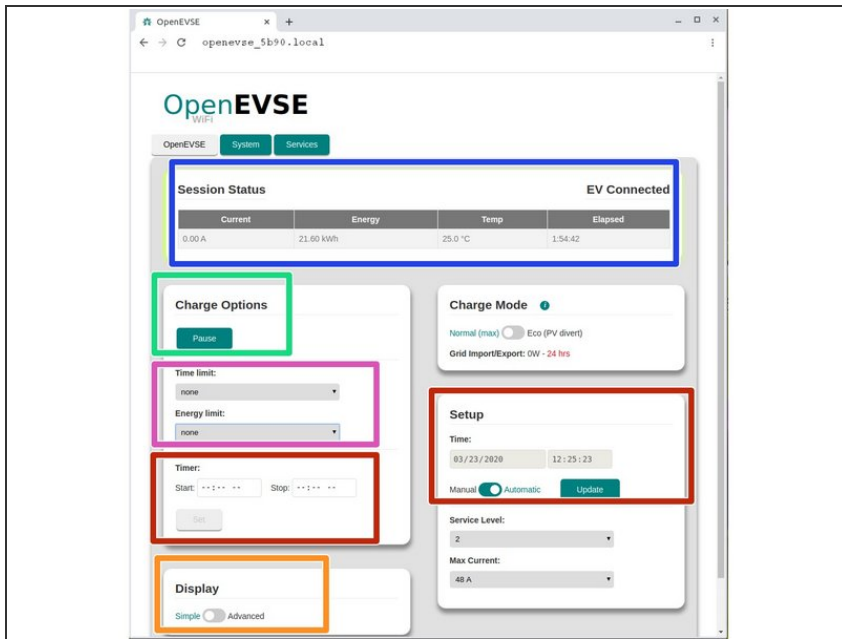 OpenEVSE
openevse_5b90.local
OpenEVSE
WiFi
OpenEVSE System Services
Session Status EV Connected
Current Energy Temp Elapsed
0.00 A 21.60 kWh 25.0 °C 1:54:42
Charge Options
Pause
Time limit:
none
Energy limit:
none
Timer:
Start: --:-- -- Stop: --:-- --
Set
Display
Simple Advanced
Charge Mode
Normal (max) Eco (PV divert)
Grid Import/Export: 0W - 24 hrs
Setup
Time:
03/23/2020 12:25:23
Manual Automatic Update
Service Level:
2
Max Current:
48 A